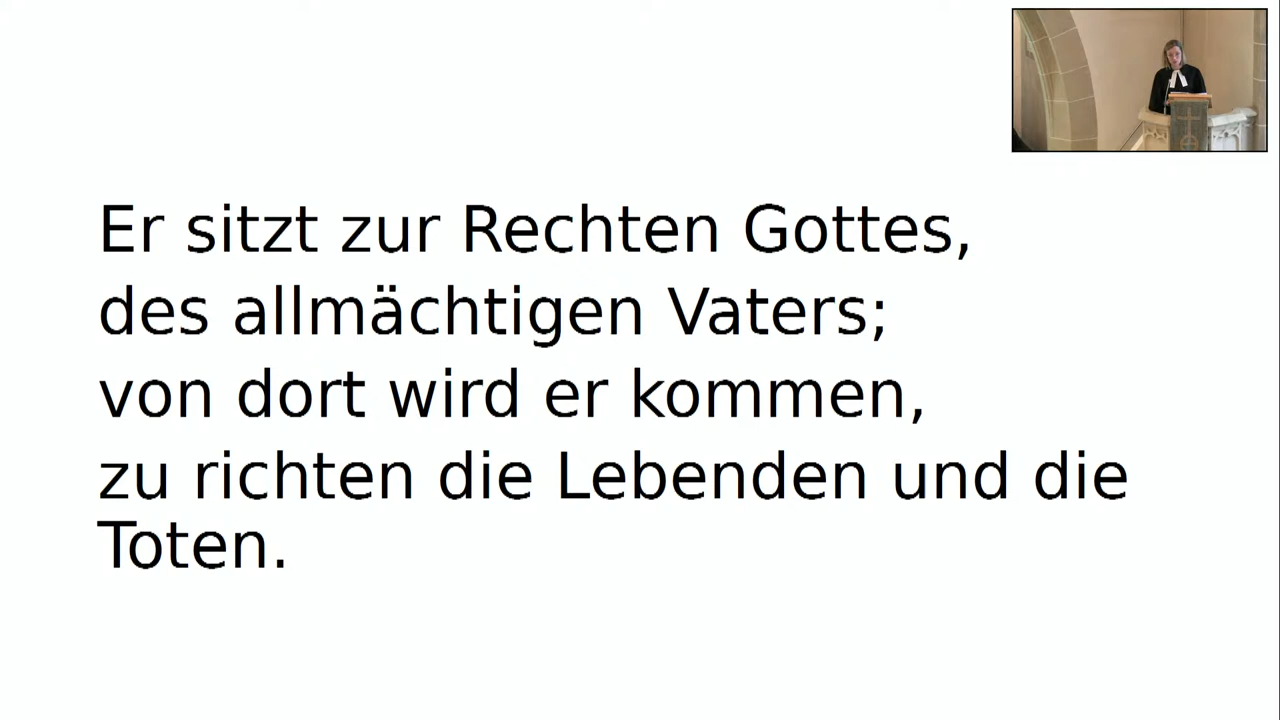 Er sitzt zur Rechten Gottes,
des allmächtigen Vaters;
von dort wird er kommen,
zu richten die Lebenden und die
Toten.